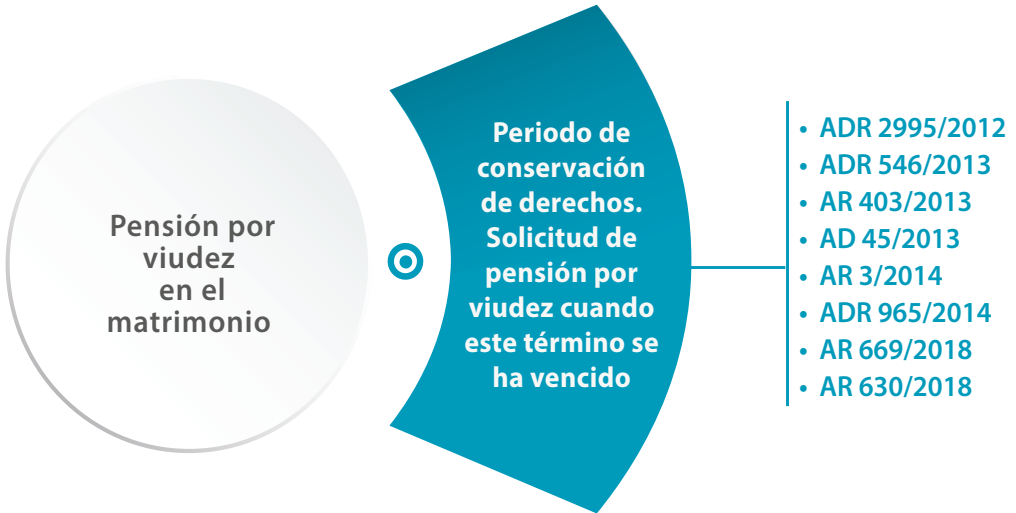 Pensión por
viudez
en el
matrimonio
Periodo de
conservación
de derechos.
Solicitud de
pensión por
viudez cuando
este término se
ha vencido
• ADR 2995/2012
• ADR 546/2013
• AR 403/2013
• AD 45/2013
• AR 3/2014
• ADR 965/2014
• AR 669/2018
• AR 630/2018